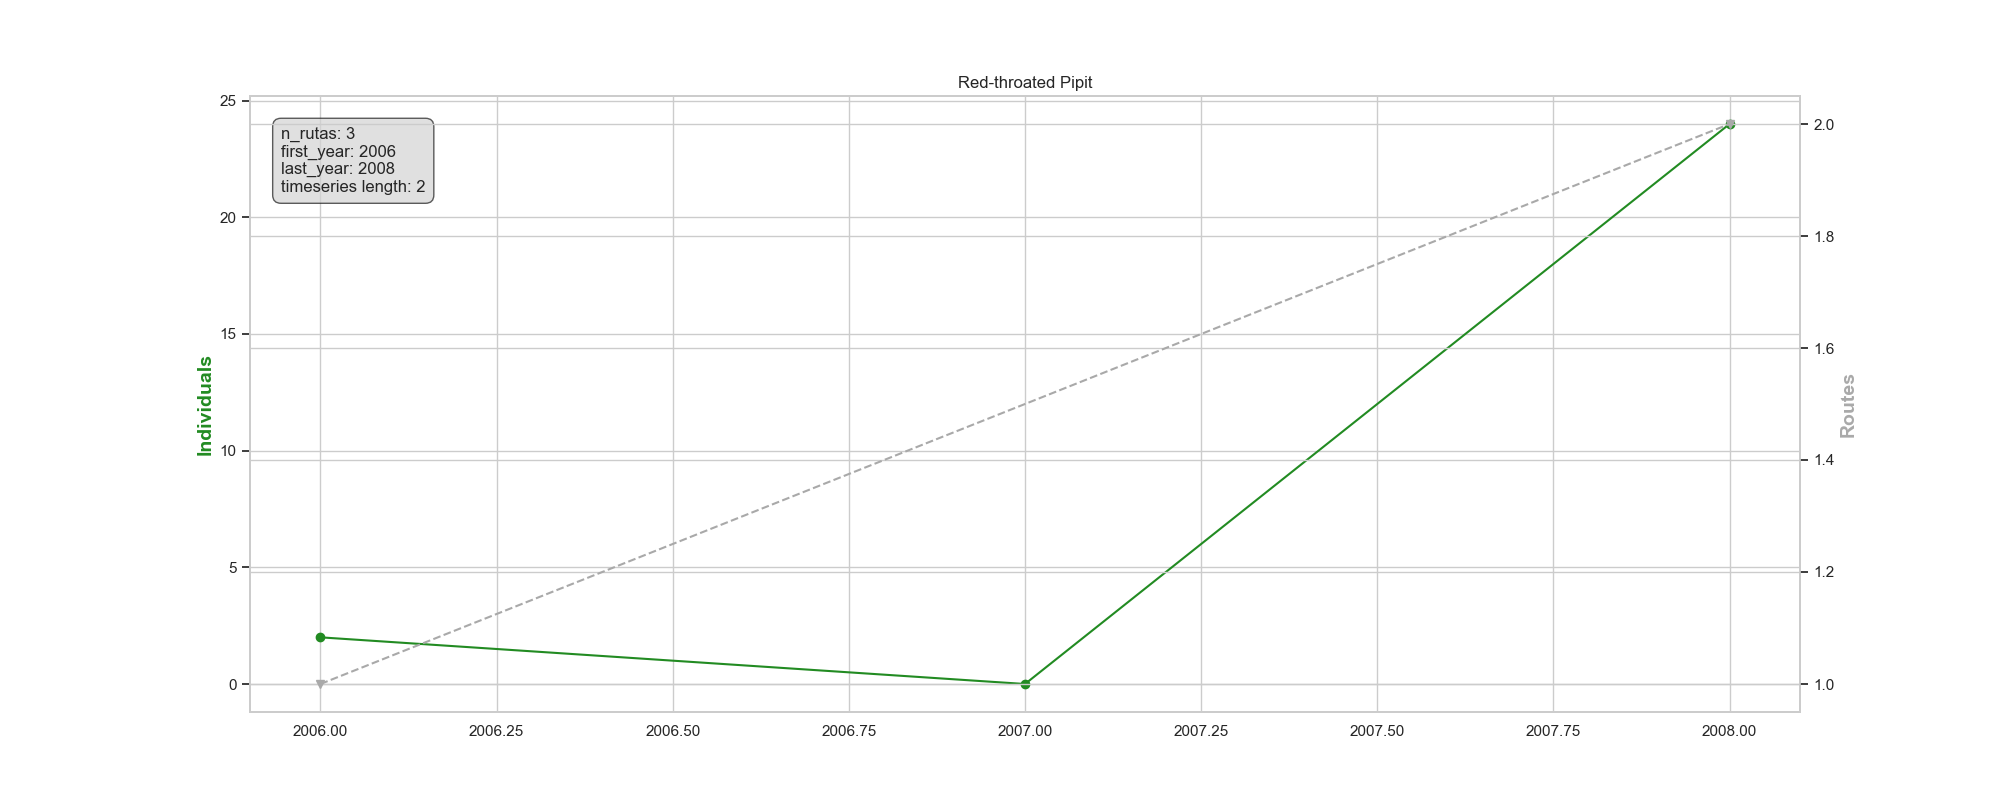 Red-throated Pipit
n_rutas: 3
first_year: 2006
last_year: 2008
timeseries length: 2
25
20
15
10
5
0
Individuals
2.0
1.8
1.6
1.4
1.2
1.0
Routes
2006.00 2006.25 2006.50 2006.75 2007.00 2007.25 2007.50 2007.75 2008.00